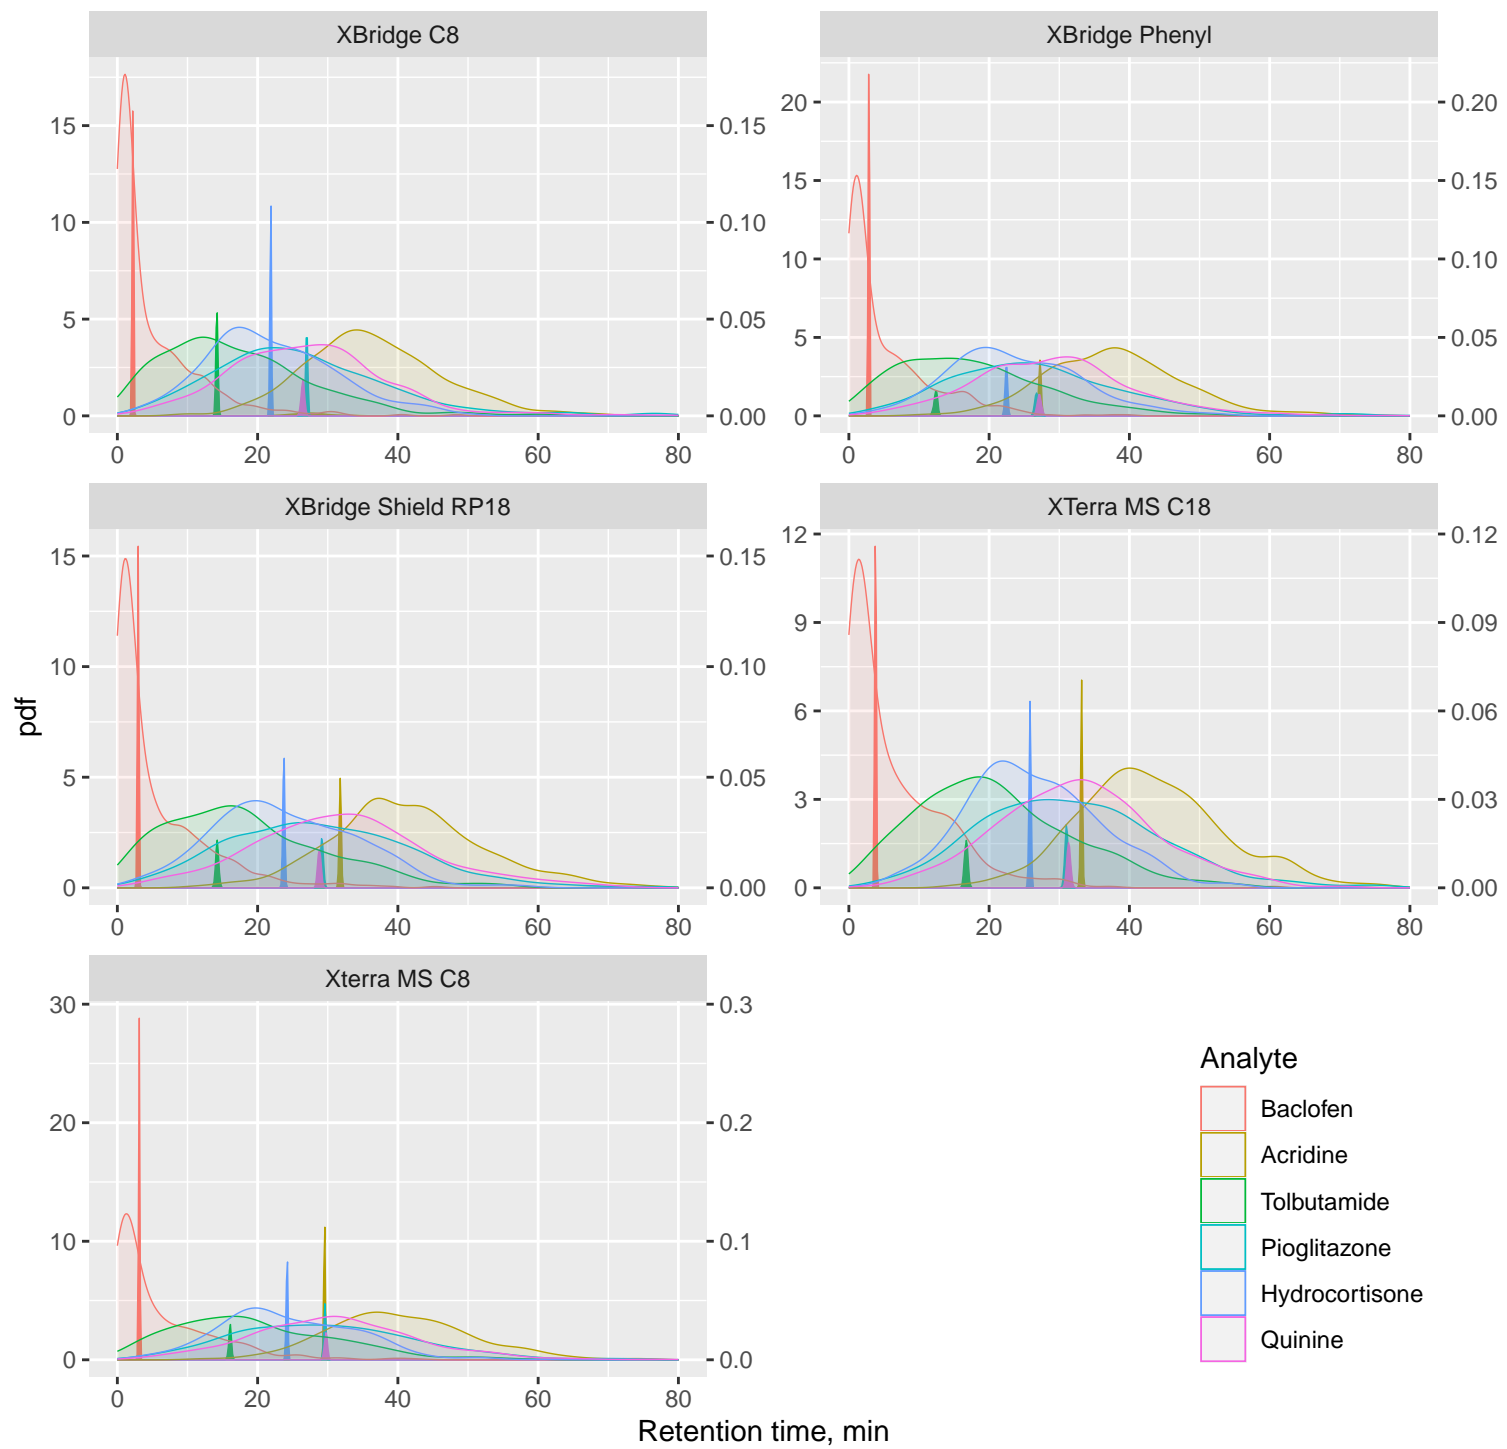 XBridge C8
XBridge Phenyl
15
10
5
0
0.15
0.10
0.05
0.00
20
15
10
5
0
0.20
0.15
0.10
0.05
0.00
0 20 40 60 80
0 20 40 60 80
XBridge Shield RP18
XTerra MS C18
15
10
5
0
0.15
0.10
0.05
0.00
12
9
6
3
0
0.12
0.09
0.06
0.03
0.00
0 20 40 60 80
0 20 40 60 80
pdf
Xterra MS C8
30
20
10
0
0.3
0.2
0.1
0.0
0 20 40 60 80
Retention time, min
Analyte
Baclofen
Acridine
Tolbutamide
Pioglitazone
Hydrocortisone
Quinine